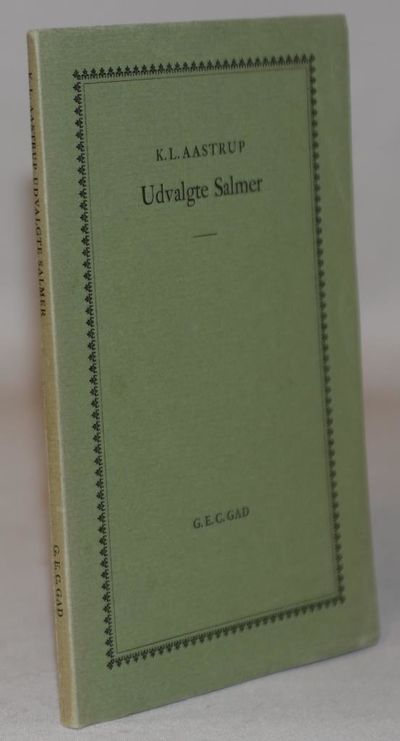 K. L. AASTRUP
Udvalgte Salmer
G. E. C. GAD
K. L. AASTRUP UDVALGTE SALMER
G. E. C. GAD